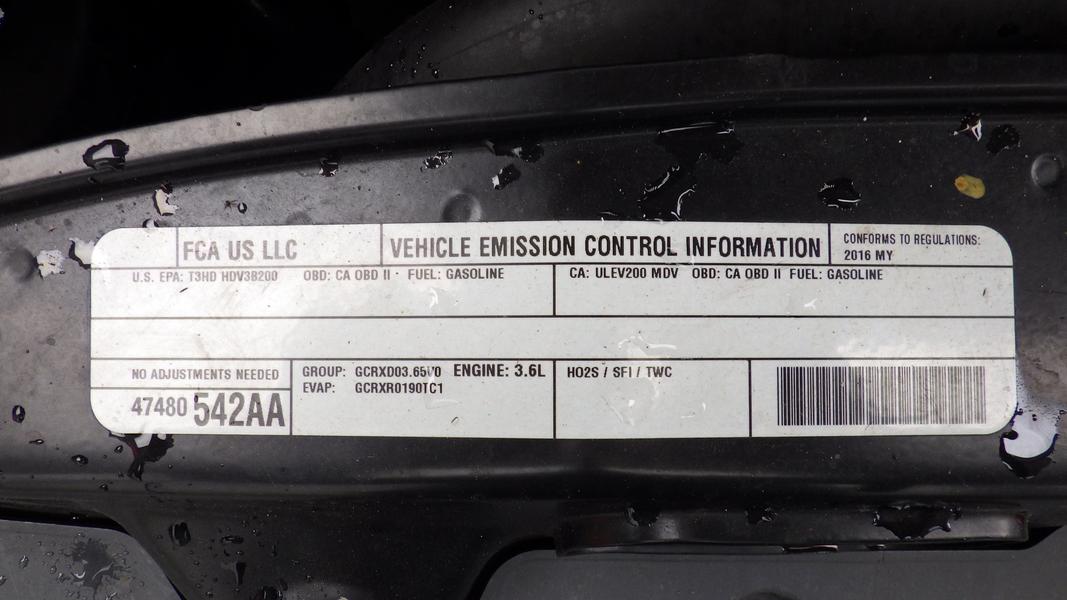 FCA US LLC
VEHICLE EMISSION CONTROL INFORMATION
CONFORMS TO REGULATIONS:
2016 MY
U.S. EPA: T3HD HDV3B200 OBD: CA OBD II · FUEL: GASOLINE
CA: ULEV200 MDV OBD: CA OBD II FUEL: GASOLINE
NO ADJUSTMENTS NEEDED
47480 542AA
GROUP: GCRXD03.65V0 ENGINE: 3.6L
EVAP: GCRXR0190TC1
HO2S / SFI / TWC